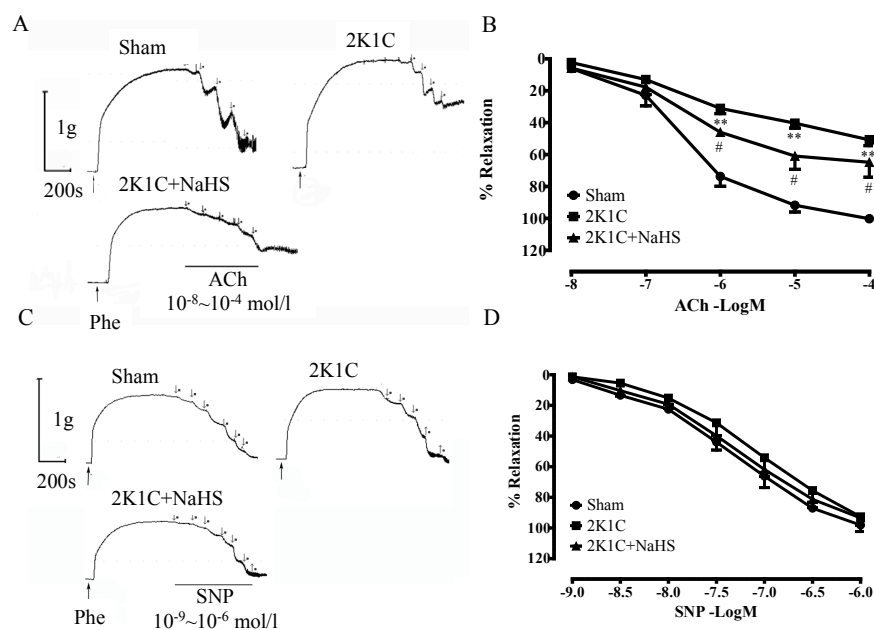 A
Sham
2K1C
1g
200s
2K1C+NaHS
ACh
10-8~10-4 mol/l
Phe
B
0
20
40
60
80
100
120
% Relaxation
**
**
**
#
#
#
Sham
2K1C
2K1C+NaHS
-8 -7 -6 -5 -4
ACh -LogM
C
Sham
2K1C
1g
200s
2K1C+NaHS
SNP
10-9~10-6 mol/l
Phe
D
0
20
40
60
80
100
120
% Relaxation
Sham
2K1C
2K1C+NaHS
-9.0 -8.5 -8.0 -7.5 -7.0 -6.5 -6.0
SNP -LogM